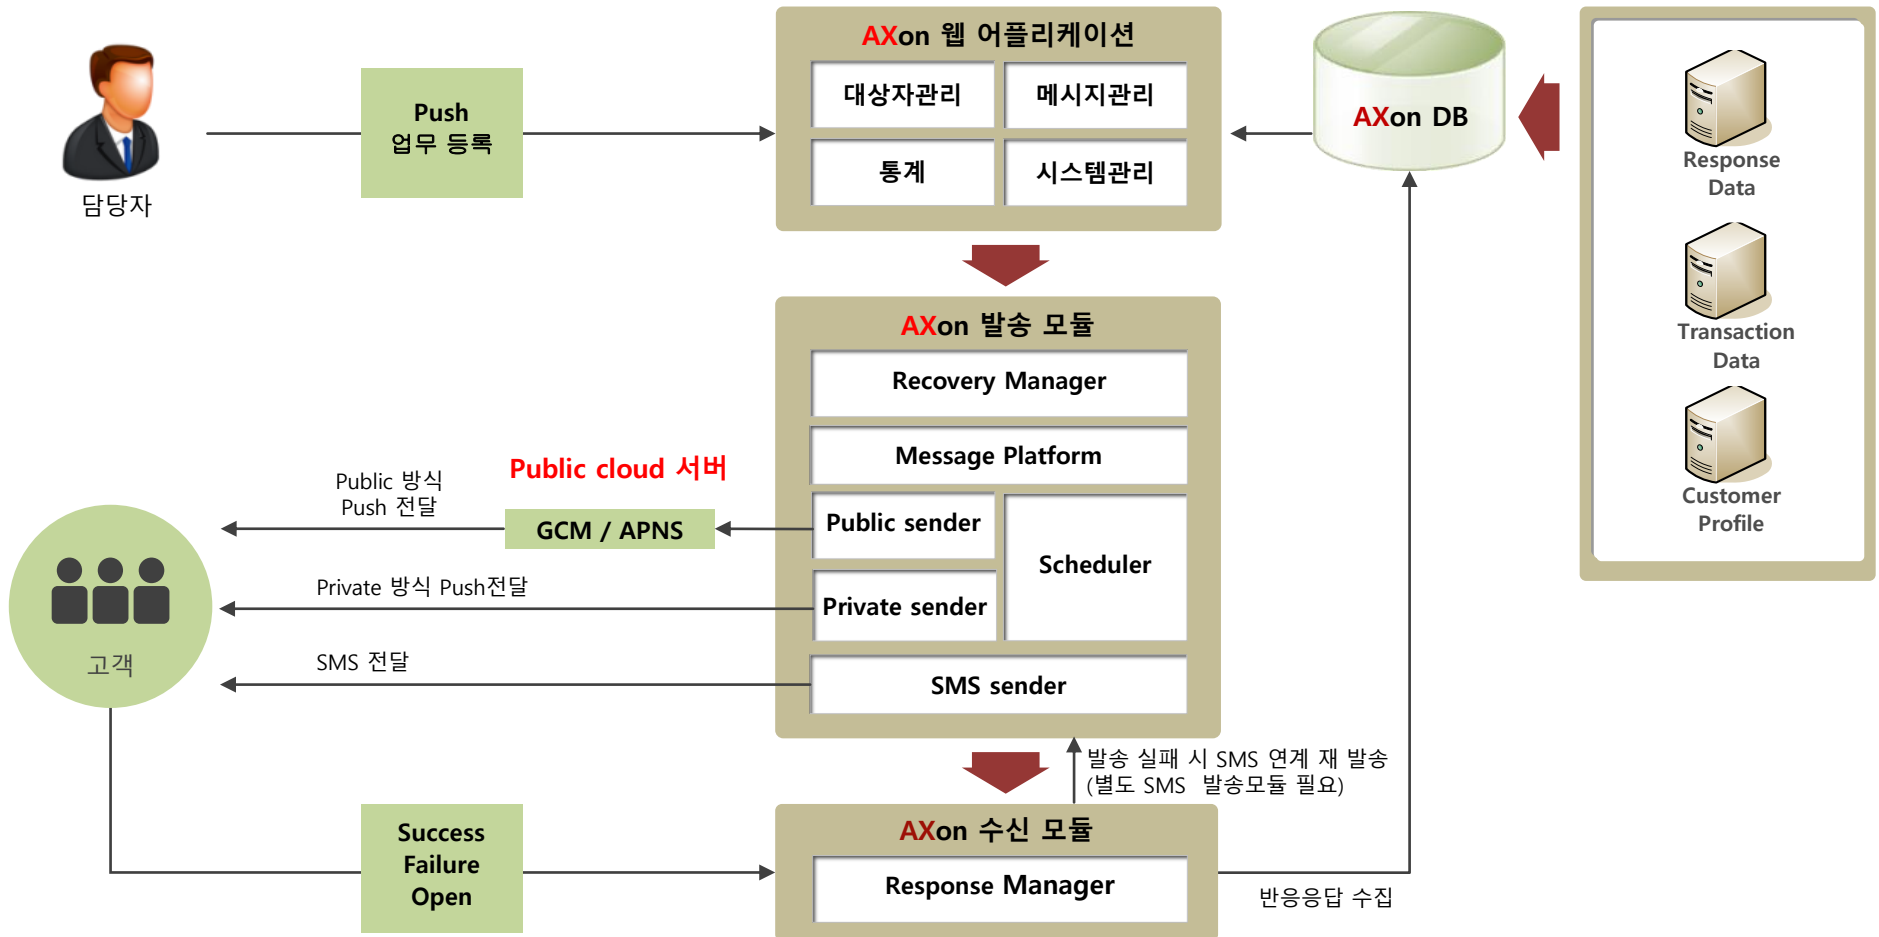 담당자
Push
업무 등록
AXon 웹 어플리케이션
대상자관리
메시지관리
통계
시스템관리
AXon DB
Response
Data
Transaction
Data
Customer
Profile
AXon 발송 모듈
Recovery Manager
Message Platform
Public sender
Private sender
Scheduler
SMS sender
Public cloud 서버
GCM / APNS
Public 방식
Push 전달
Private 방식 Push전달
SMS 전달
고객
발송 실패 시 SMS 연계 재 발송
(별도 SMS 발송모듈 필요)
Success
Failure
Open
AXon 수신 모듈
Response Manager
반응응답 수집